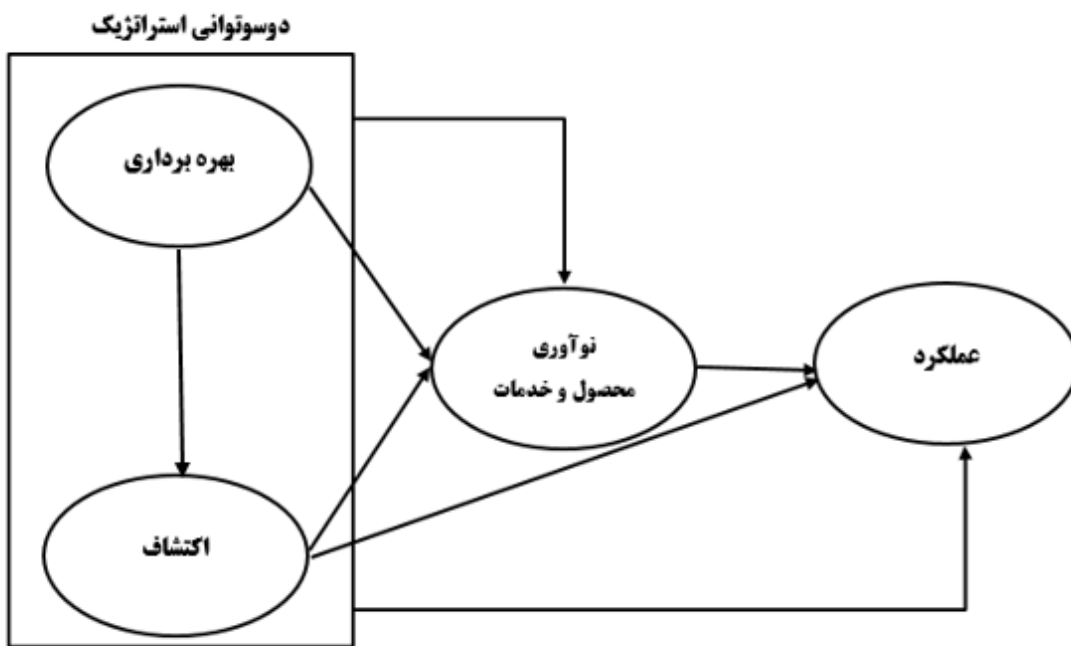 دوسوتوانی استراتژیک
بهره برداری
نوآوری
محصول و خدمات
عملکرد
اکتشاف